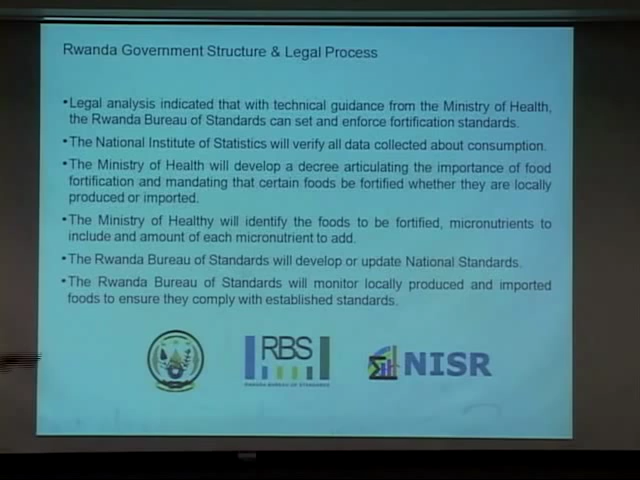 Rwanda Government Structure & Legal Process
•Legal analysis indicated that with technical guidance from the Ministry of Health,
the Rwanda Bureau of Standards can set and enforce fortification standards.
•The National Institute of Statistics will verify all data collected about consumption.
•The Ministry of Health will develop a decree articulating the importance of food
fortification and mandating that certain foods be fortified whether they are locally
produced or imported.
•The Ministry of Healthy will identify the foods to be fortified, micronutrients to
include and amount of each micronutrient to add.
•The Rwanda Bureau of Standards will develop or update National Standards.
•The Rwanda Bureau of Standards will monitor locally produced and imported
foods to ensure they comply with established standards.
RBS
RWANDA BUREAU OF STANDARDS
NISR